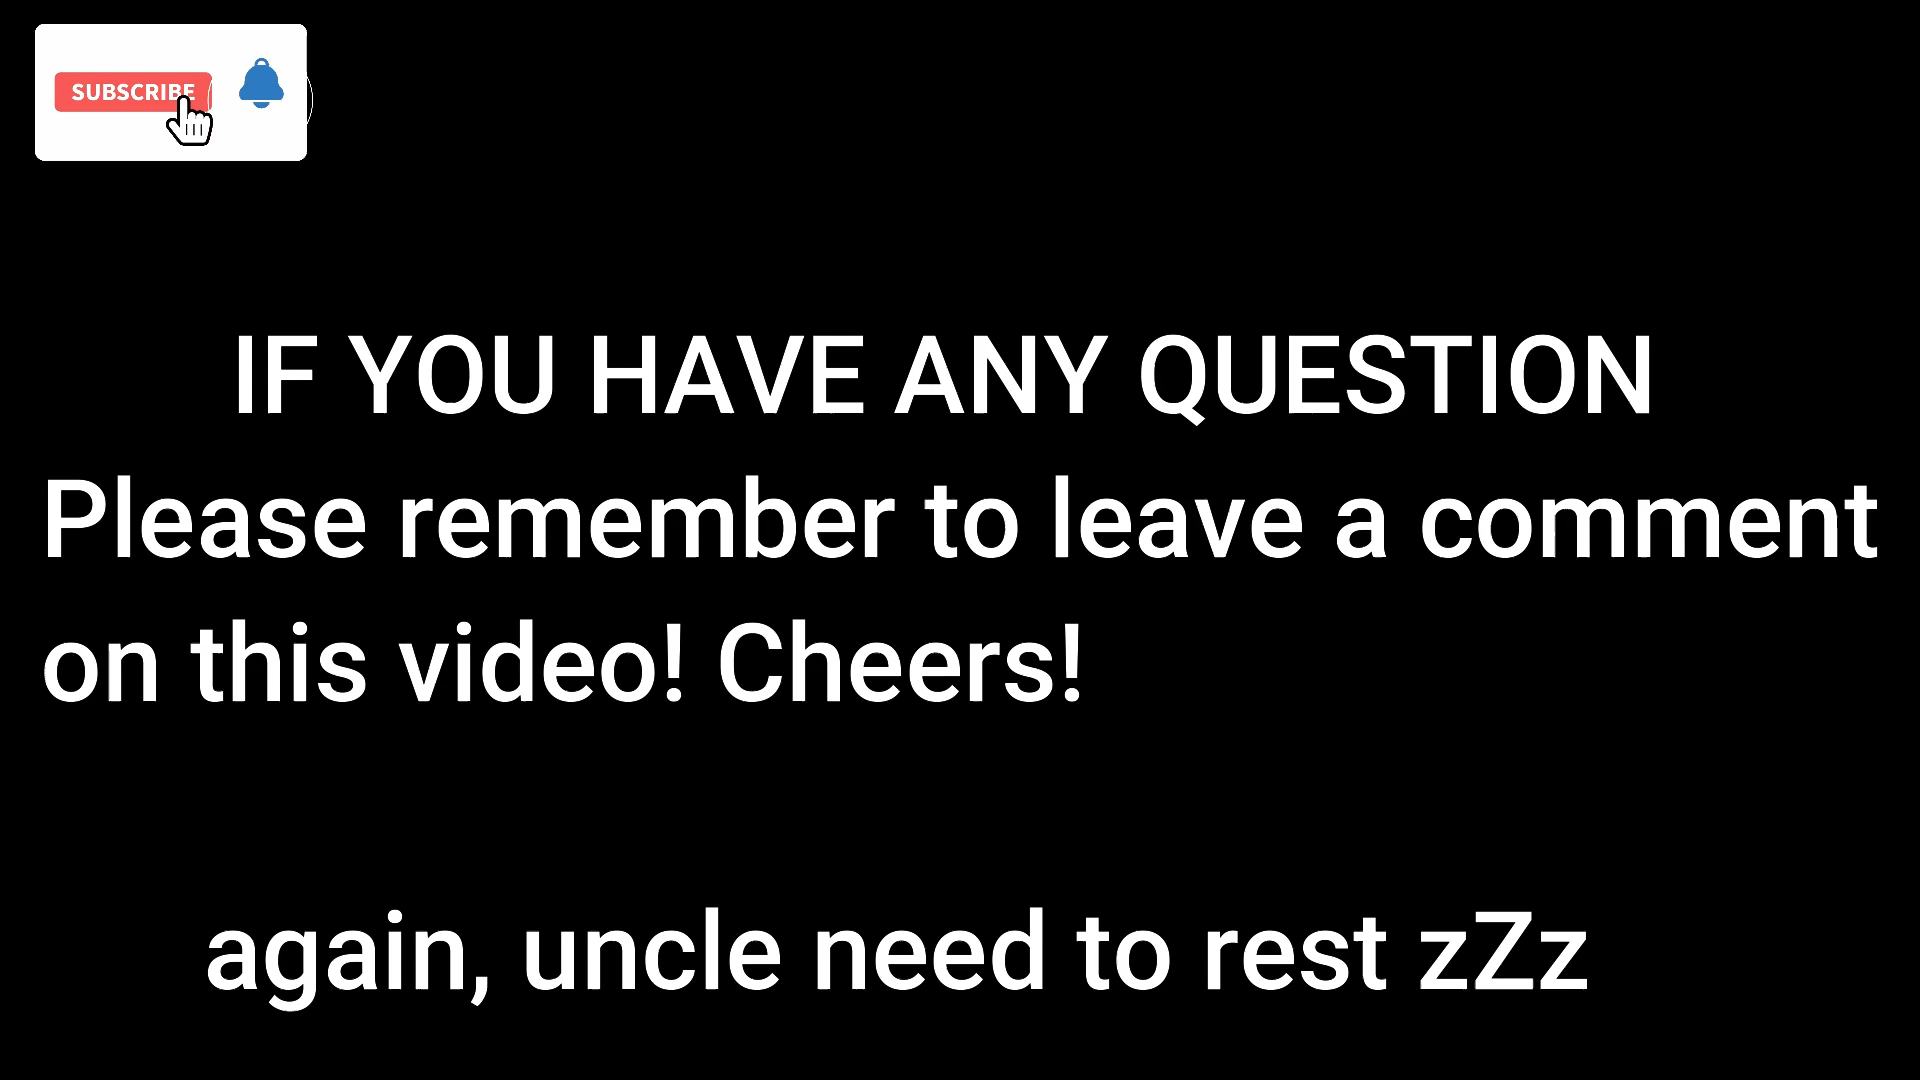 SUBSCRIBE
IF YOU HAVE ANY QUESTION
Please remember to leave a comment
on this video! Cheers!
again, uncle need to rest zZz